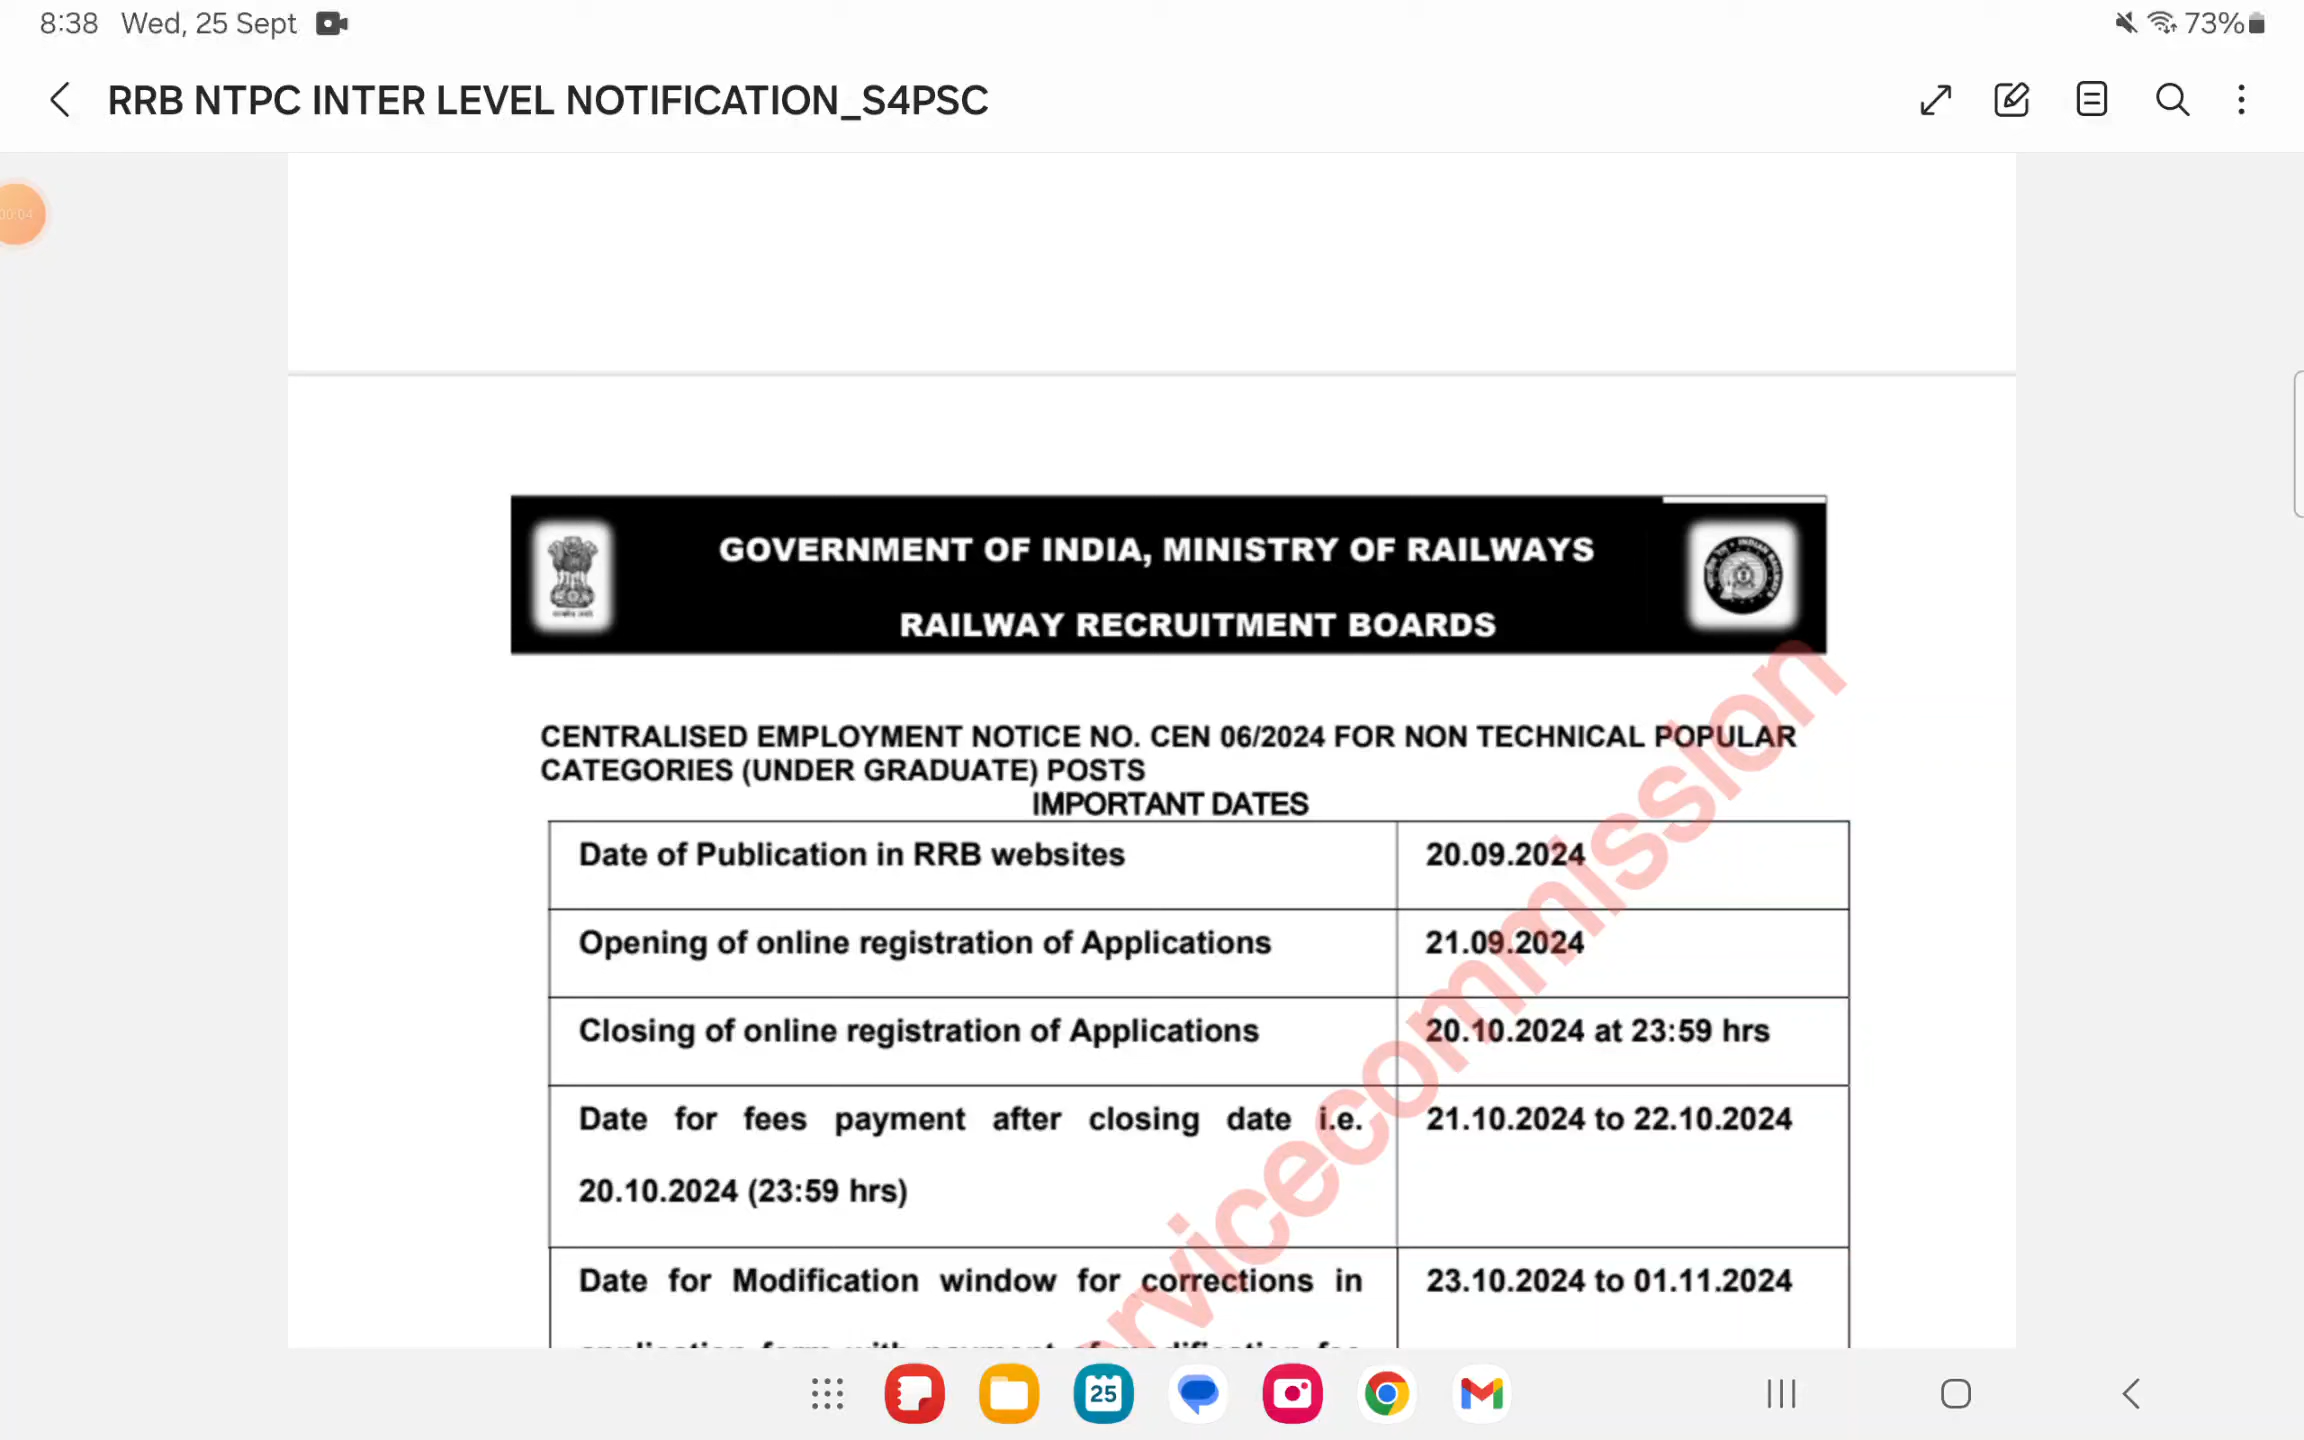 8:38 Wed, 25 Sept
73%
RRB NTPC INTER LEVEL NOTIFICATION_S4PSC
00:04
GOVERNMENT OF INDIA, MINISTRY OF RAILWAYS
RAILWAY RECRUITMENT BOARDS
CENTRALISED EMPLOYMENT NOTICE NO. CEN 06/2024 FOR NON TECHNICAL POPULAR
CATEGORIES (UNDER GRADUATE) POSTS
IMPORTANT DATES
Date of Publication in RRB websites 20.09.2024
Opening of online registration of Applications 21.09.2024
Closing of online registration of Applications 20.10.2024 at 23:59 hrs
Date for fees payment after closing date i.e. 21.10.2024 to 22.10.2024
20.10.2024 (23:59 hrs)
Date for Modification window for corrections in 23.10.2024 to 01.11.2024
ervicecommission
25